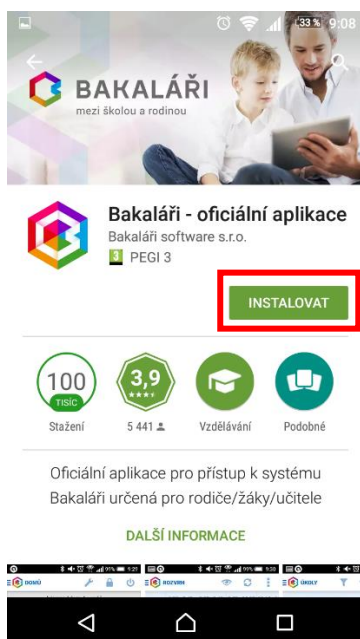 33 % 9:08
BAKALÁŘI
mezi školou a rodinou
Bakaláři - oficiální aplikace
Bakaláři software s.r.o.
3 PEGI 3
INSTALOVAT
100
TISÍC
3,9
Stažení
5 441
Vzdělávání
Podobné
Oficiální aplikace pro přístup k systému
Bakaláři určená pro rodiče/žáky/učitele
DALŠÍ INFORMACE
DOMŮ
ROZVRH
ÚKOLY